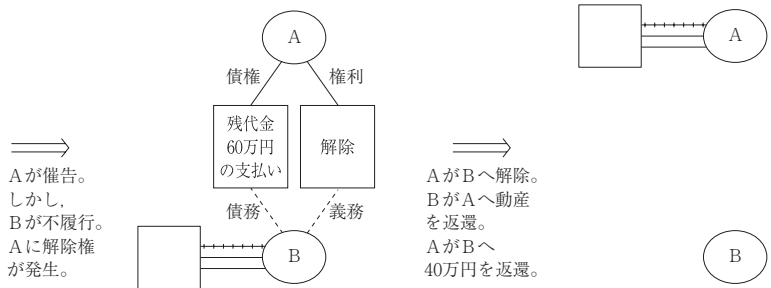 Aが催告。
しかし,
Bが不履行。
Aに解除権
が発生。
A
債権
権利
残代金
60万円
の支払い
解除
債務
義務
B
AがBへ解除。
BがAへ動産
を返還。
AがBへ
40万円を返還。
A
B